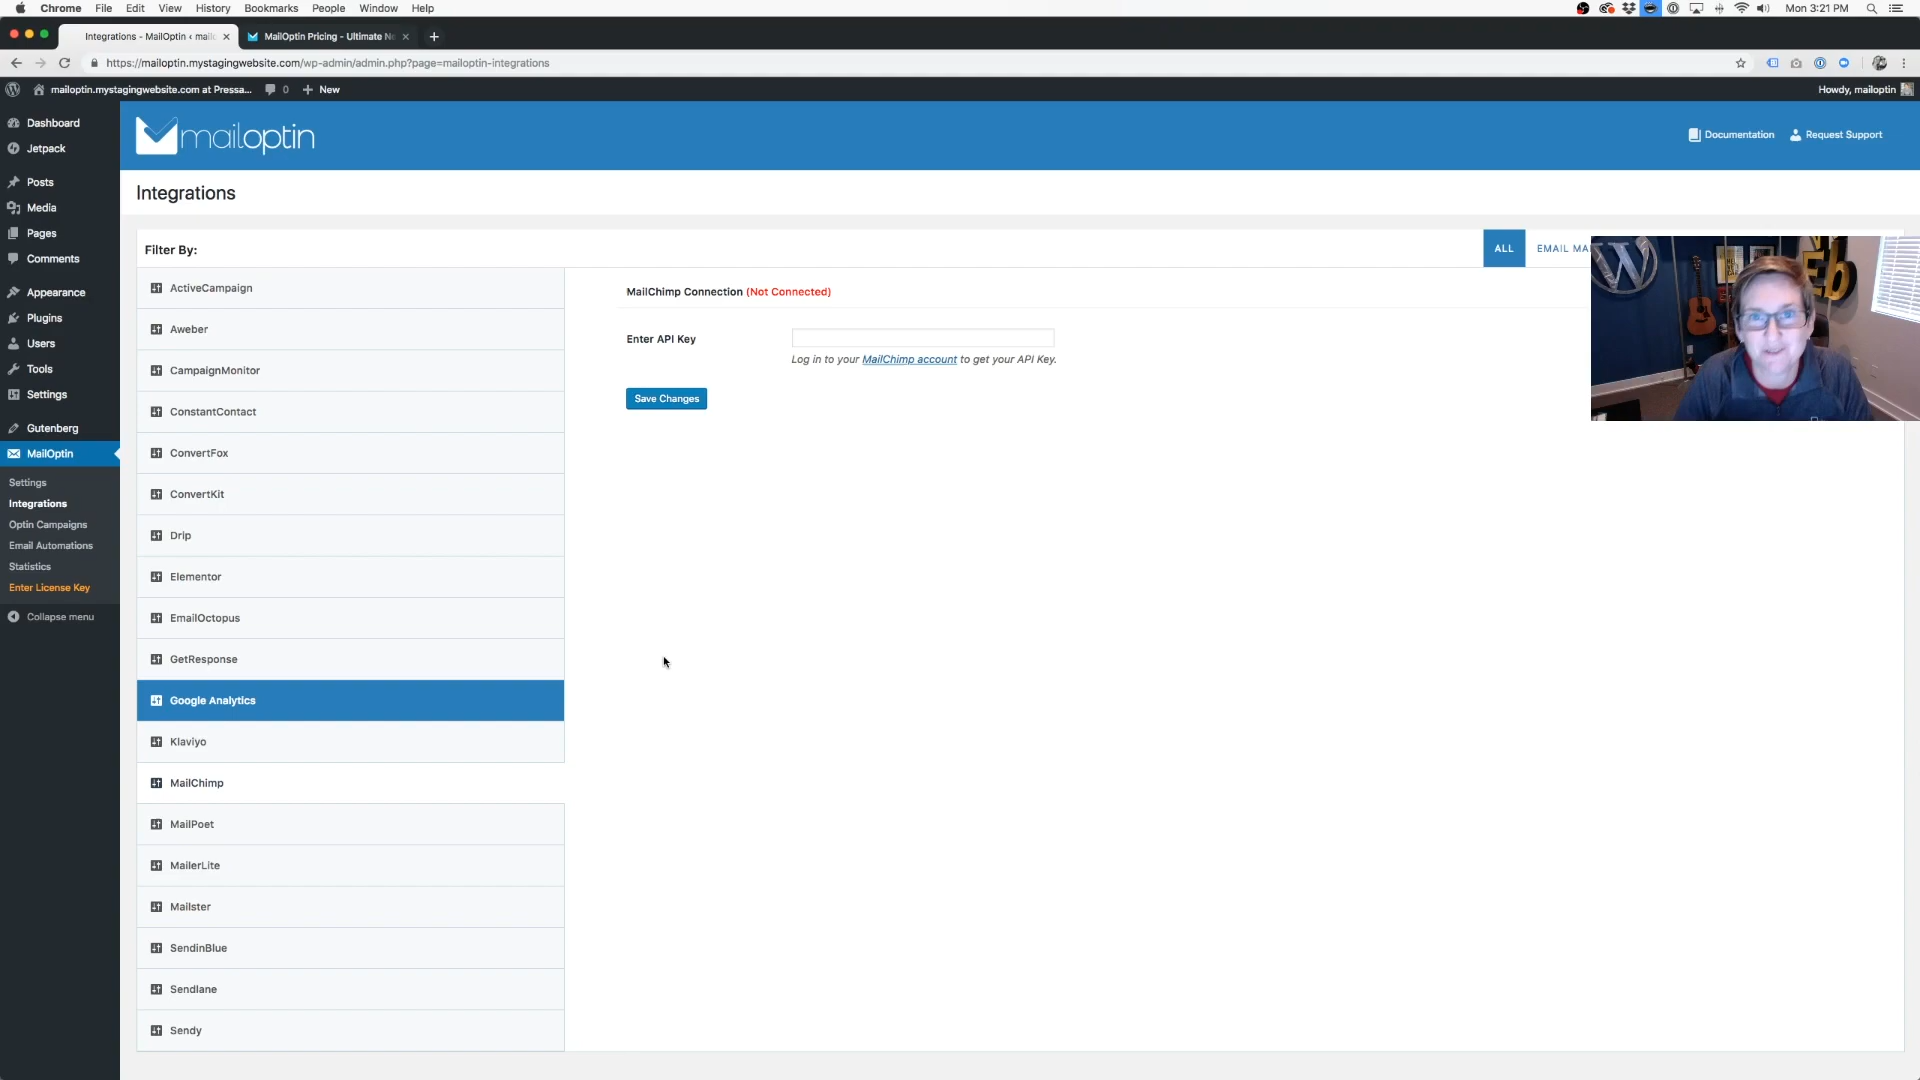 Chrome File Edit View History Bookmarks People Window Help
Mon 3:21 PM
Integrations - MailOptin ‹ mailo
MailOptin Pricing - Ultimate Ne
https://mailoptin.mystagingwebsite.com/wp-admin/admin.php?page=mailoptin-integrations
mailoptin.mystagingwebsite.com at Pressa... 0 New
Howdy, mailoptin
Dashboard
Jetpack
Posts
Media
Pages
Comments
Appearance
Plugins
Users
Tools
Settings
Gutenberg
MailOptin
Settings
Integrations
Optin Campaigns
Email Automations
Statistics
Enter License Key
Collapse menu
mailoptin
Documentation
Request Support
Integrations
Filter By:
ALL
EMAIL MA
ActiveCampaign
Aweber
CampaignMonitor
ConstantContact
ConvertFox
ConvertKit
Drip
Elementor
EmailOctopus
GetResponse
Google Analytics
Klaviyo
MailChimp
MailPoet
MailerLite
Mailster
SendinBlue
Sendlane
Sendy
MailChimp Connection (Not Connected)
Enter API Key
Log in to your MailChimp account to get your API Key.
Save Changes